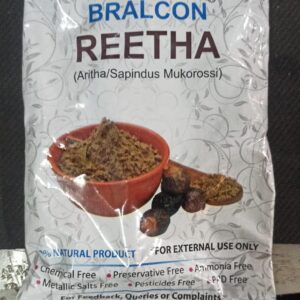 BRALCON
REETHA
(Aritha/Sapindus Mukorossi)
NATURAL PRODUCT FOR EXTERNAL USE ONLY
Chemical Free • Preservative Free • Ammonia Free
• Metallic Salts Free • Pesticides Free
For Feedback, Queries or Complaints